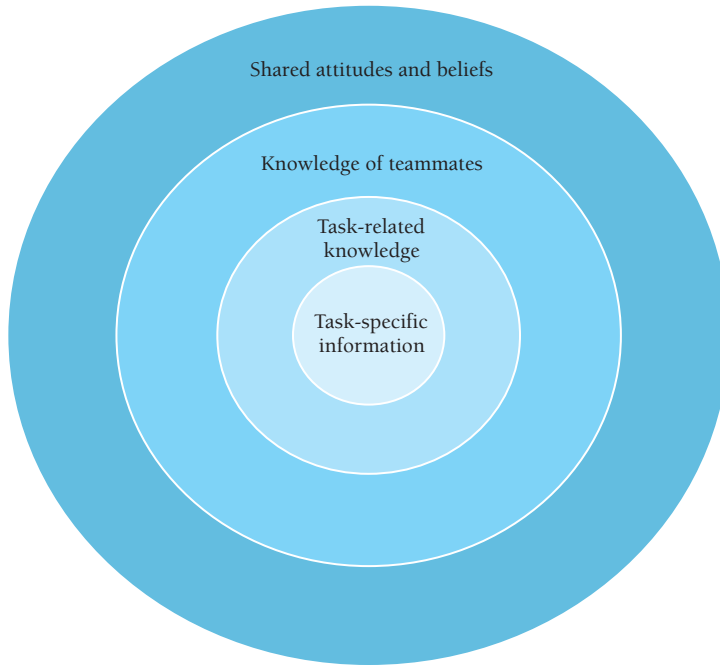 Shared attitudes and beliefs
Knowledge of teammates
Task-related
knowledge
Task-specific
information